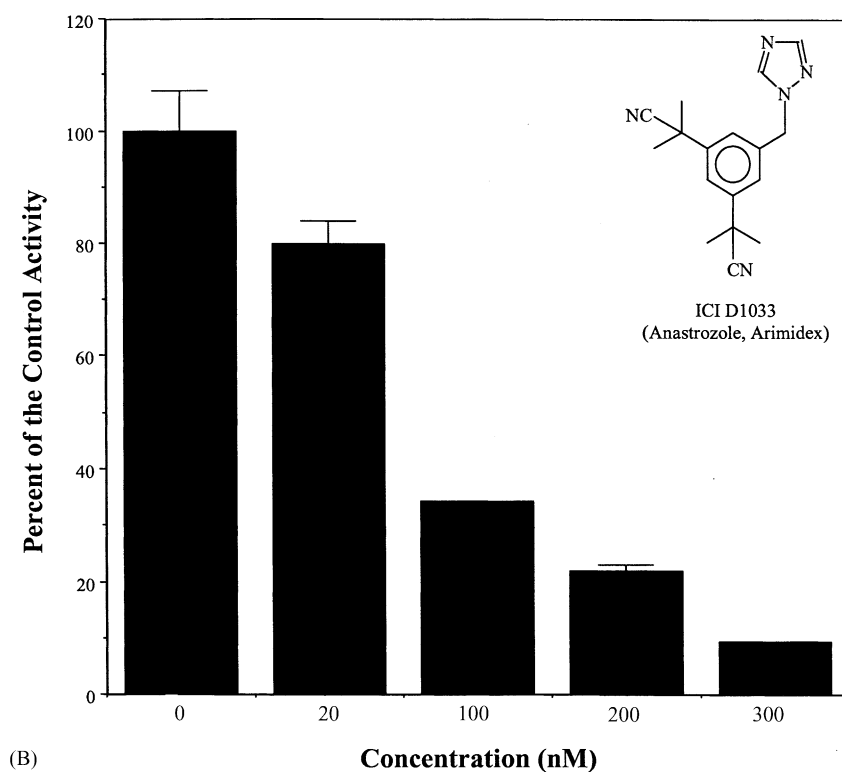 120
100
80
60
40
20
0
Percent of the Control Activity
N
N
N
NC
CN
ICI D1033
(Anastrozole, Arimidex)
0 20 100 200 300
(B) Concentration (nM)